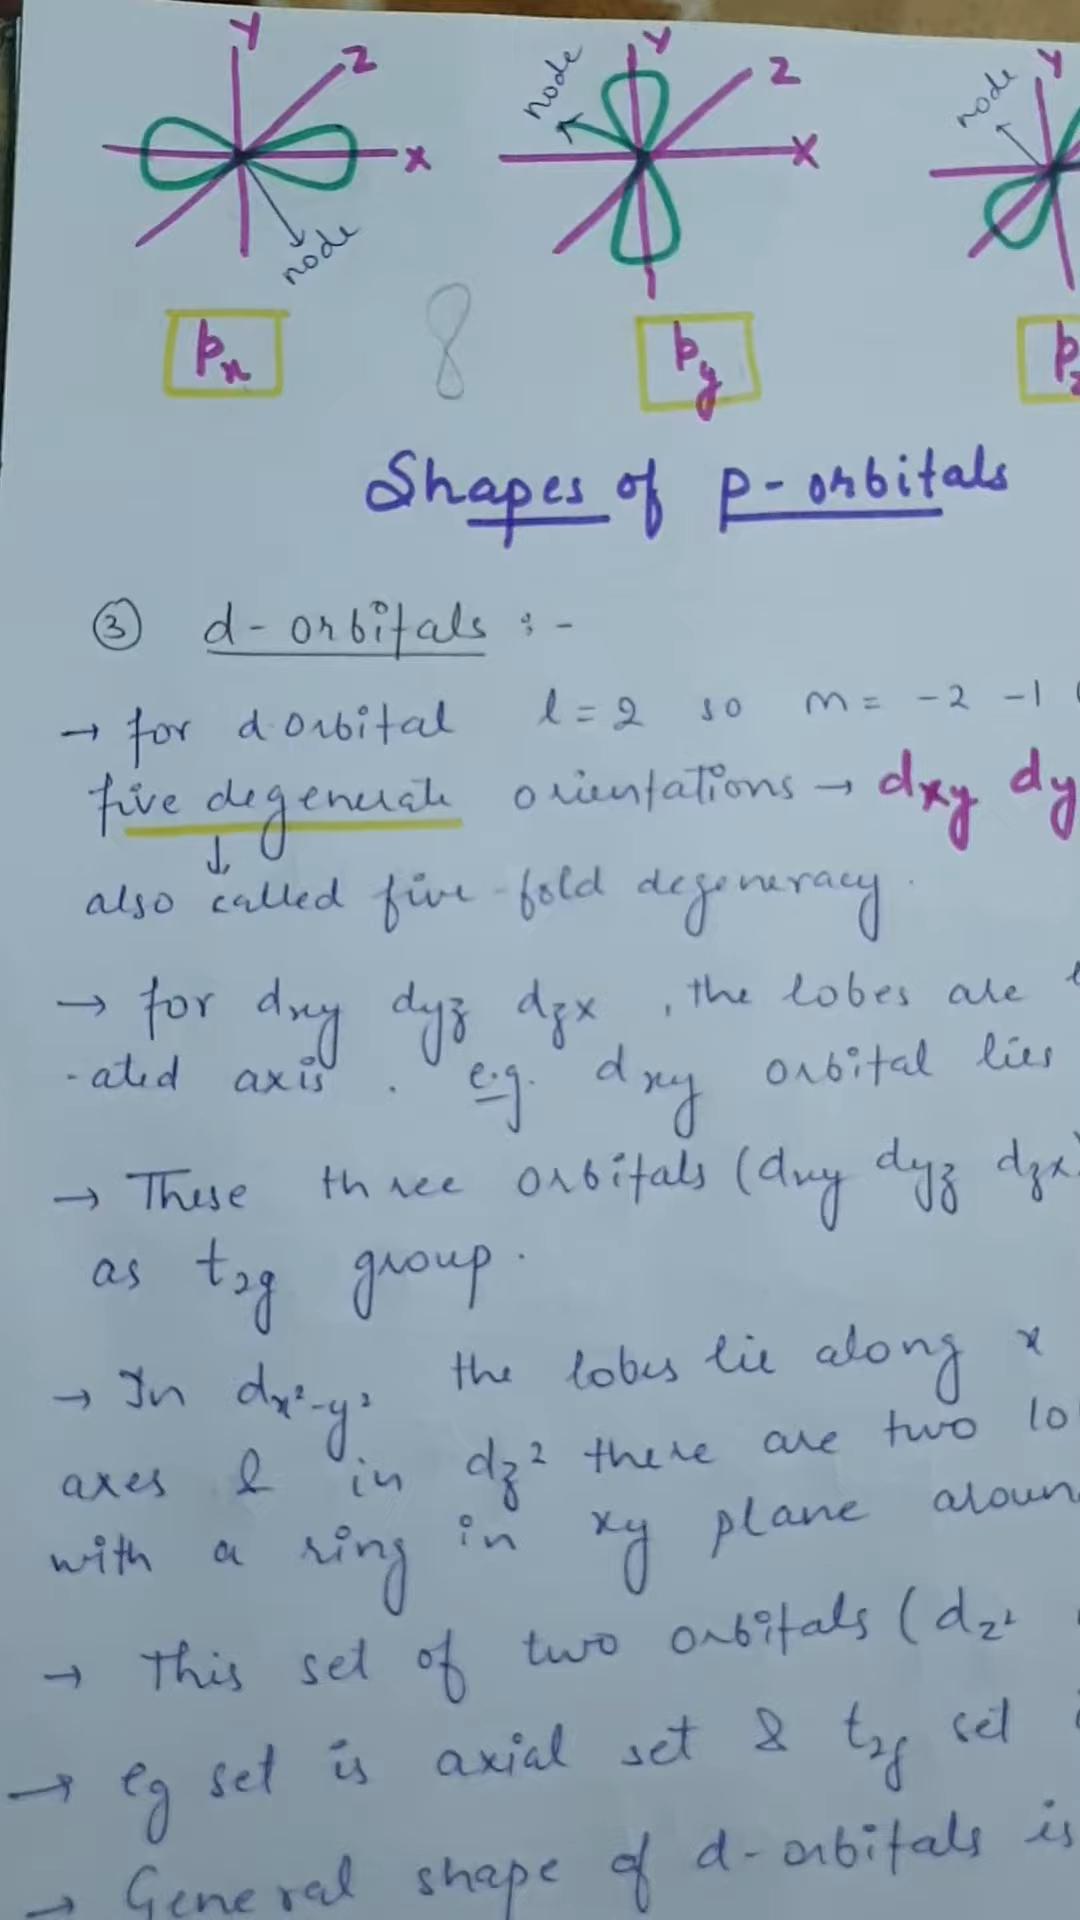 Y Z Y Z Y
node node
X X
node
px 8 py p
Shapes of p-orbitals
③ d-orbitals :-
→ for d orbital l = 2 so m = -2 -1
five degenerate orientations → dxy dy
↓
also called five-fold degeneracy.
→ for dxy dyz dzx , the lobes are
-ated axis . e.g. dxy orbital lies
→ These three orbitals (dxy dyz dzx)
as t2g group.
→ In dx²-y² the lobes lie along x
axes & in dz² there are two lo
with a ring in xy plane aroun
→ This set of two orbitals (dz²
→ eg set is axial set & t2g set
→ General shape of d-orbitals is